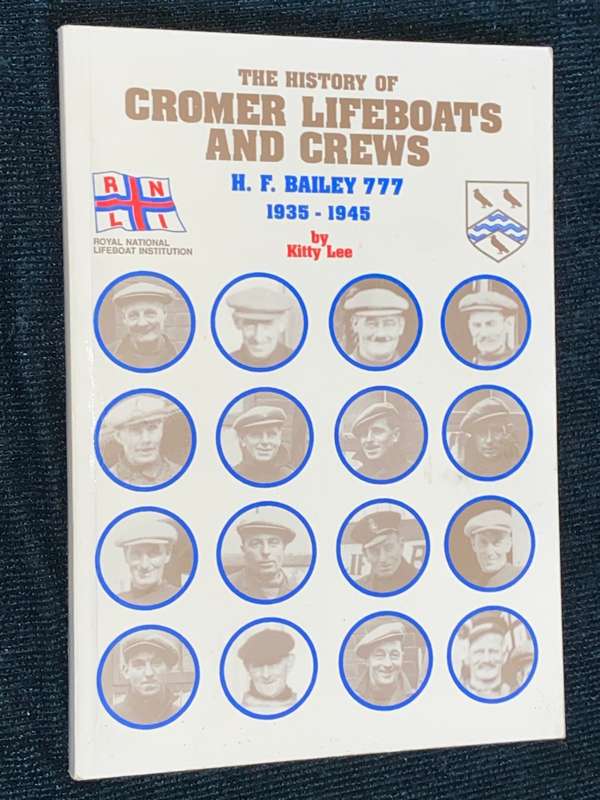 THE HISTORY OF
CROMER LIFEBOATS
AND CREWS
H. F. BAILEY 777
1935 - 1945
by
Kitty Lee
R N
L I
ROYAL NATIONAL
LIFEBOAT INSTITUTION